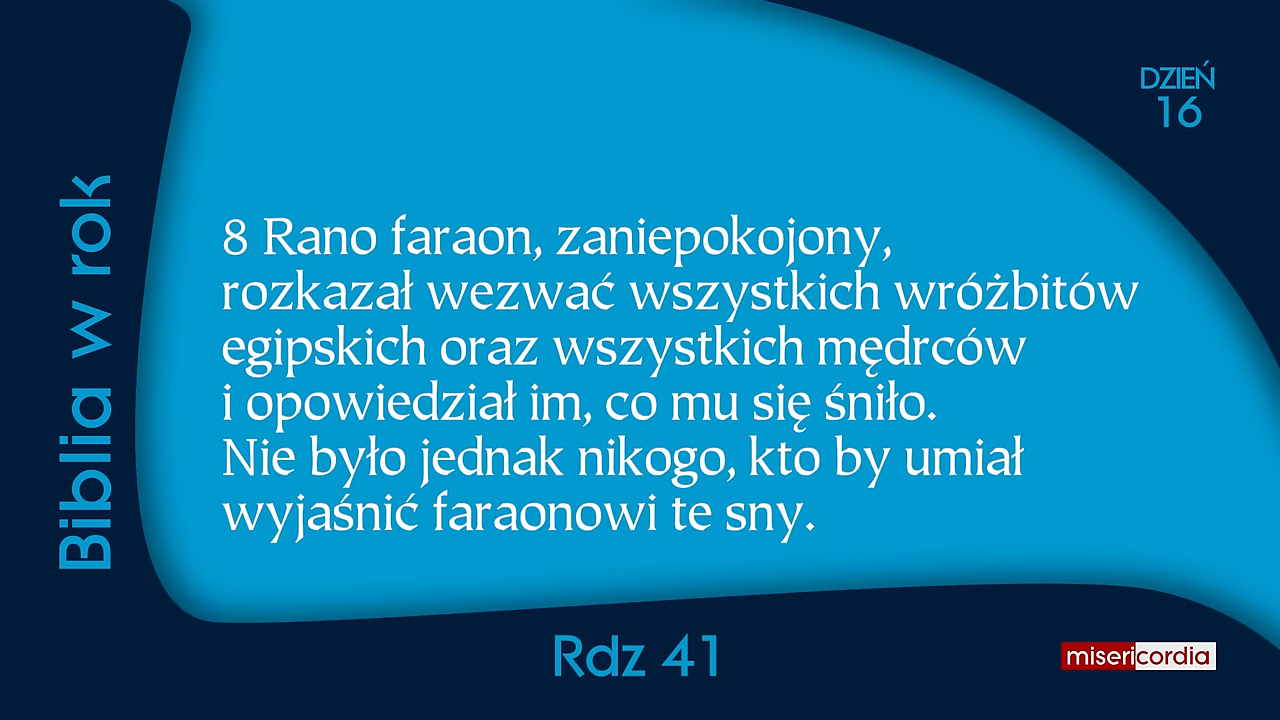 DZIEŃ
16
Biblia w rok
8 Rano faraon, zaniepokojony,
rozkazał wezwać wszystkich wróżbitów
egipskich oraz wszystkich mędrców
i opowiedział im, co mu się śniło.
Nie było jednak nikogo, kto by umiał
wyjaśnić faraonowi te sny.
Rdz 41
misericordia